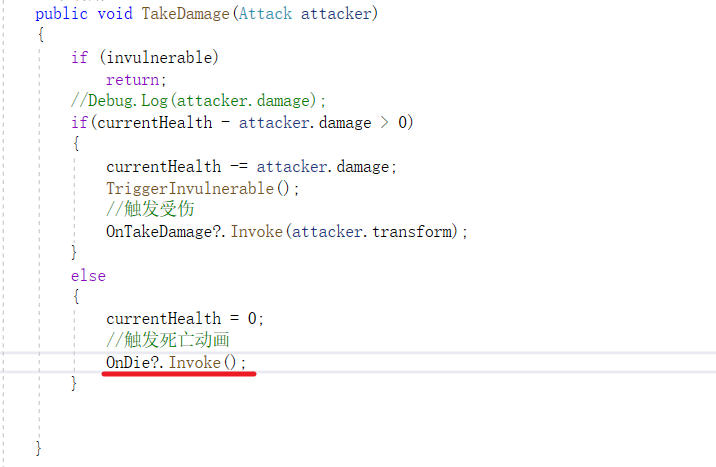 public void TakeDamage(Attack attacker)
{
if (invulnerable)
return;
//Debug.Log(attacker.damage);
if(currentHealth - attacker.damage > 0)
{
currentHealth -= attacker.damage;
TriggerInvulnerable();
//触发受伤
OnTakeDamage?.Invoke(attacker.transform);
}
else
{
currentHealth = 0;
//触发死亡动画
OnDie?.Invoke();
}
}